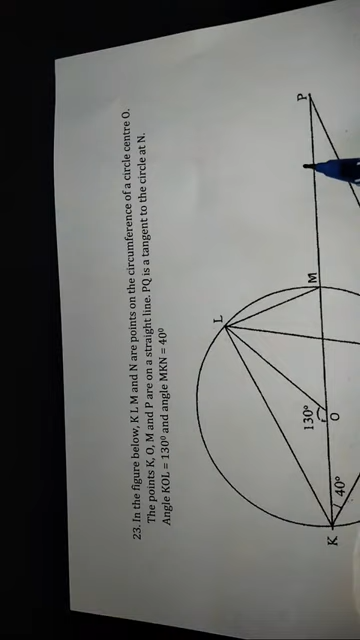 23. In the figure below, K L M and N are points on the circumference of a circle centre O.
The points K, O, M and P are on a straight line. PQ is a tangent to the circle at N.
Angle KOL = 130⁰ and angle MKN = 40⁰
P
M
L
130⁰
O
40⁰
K